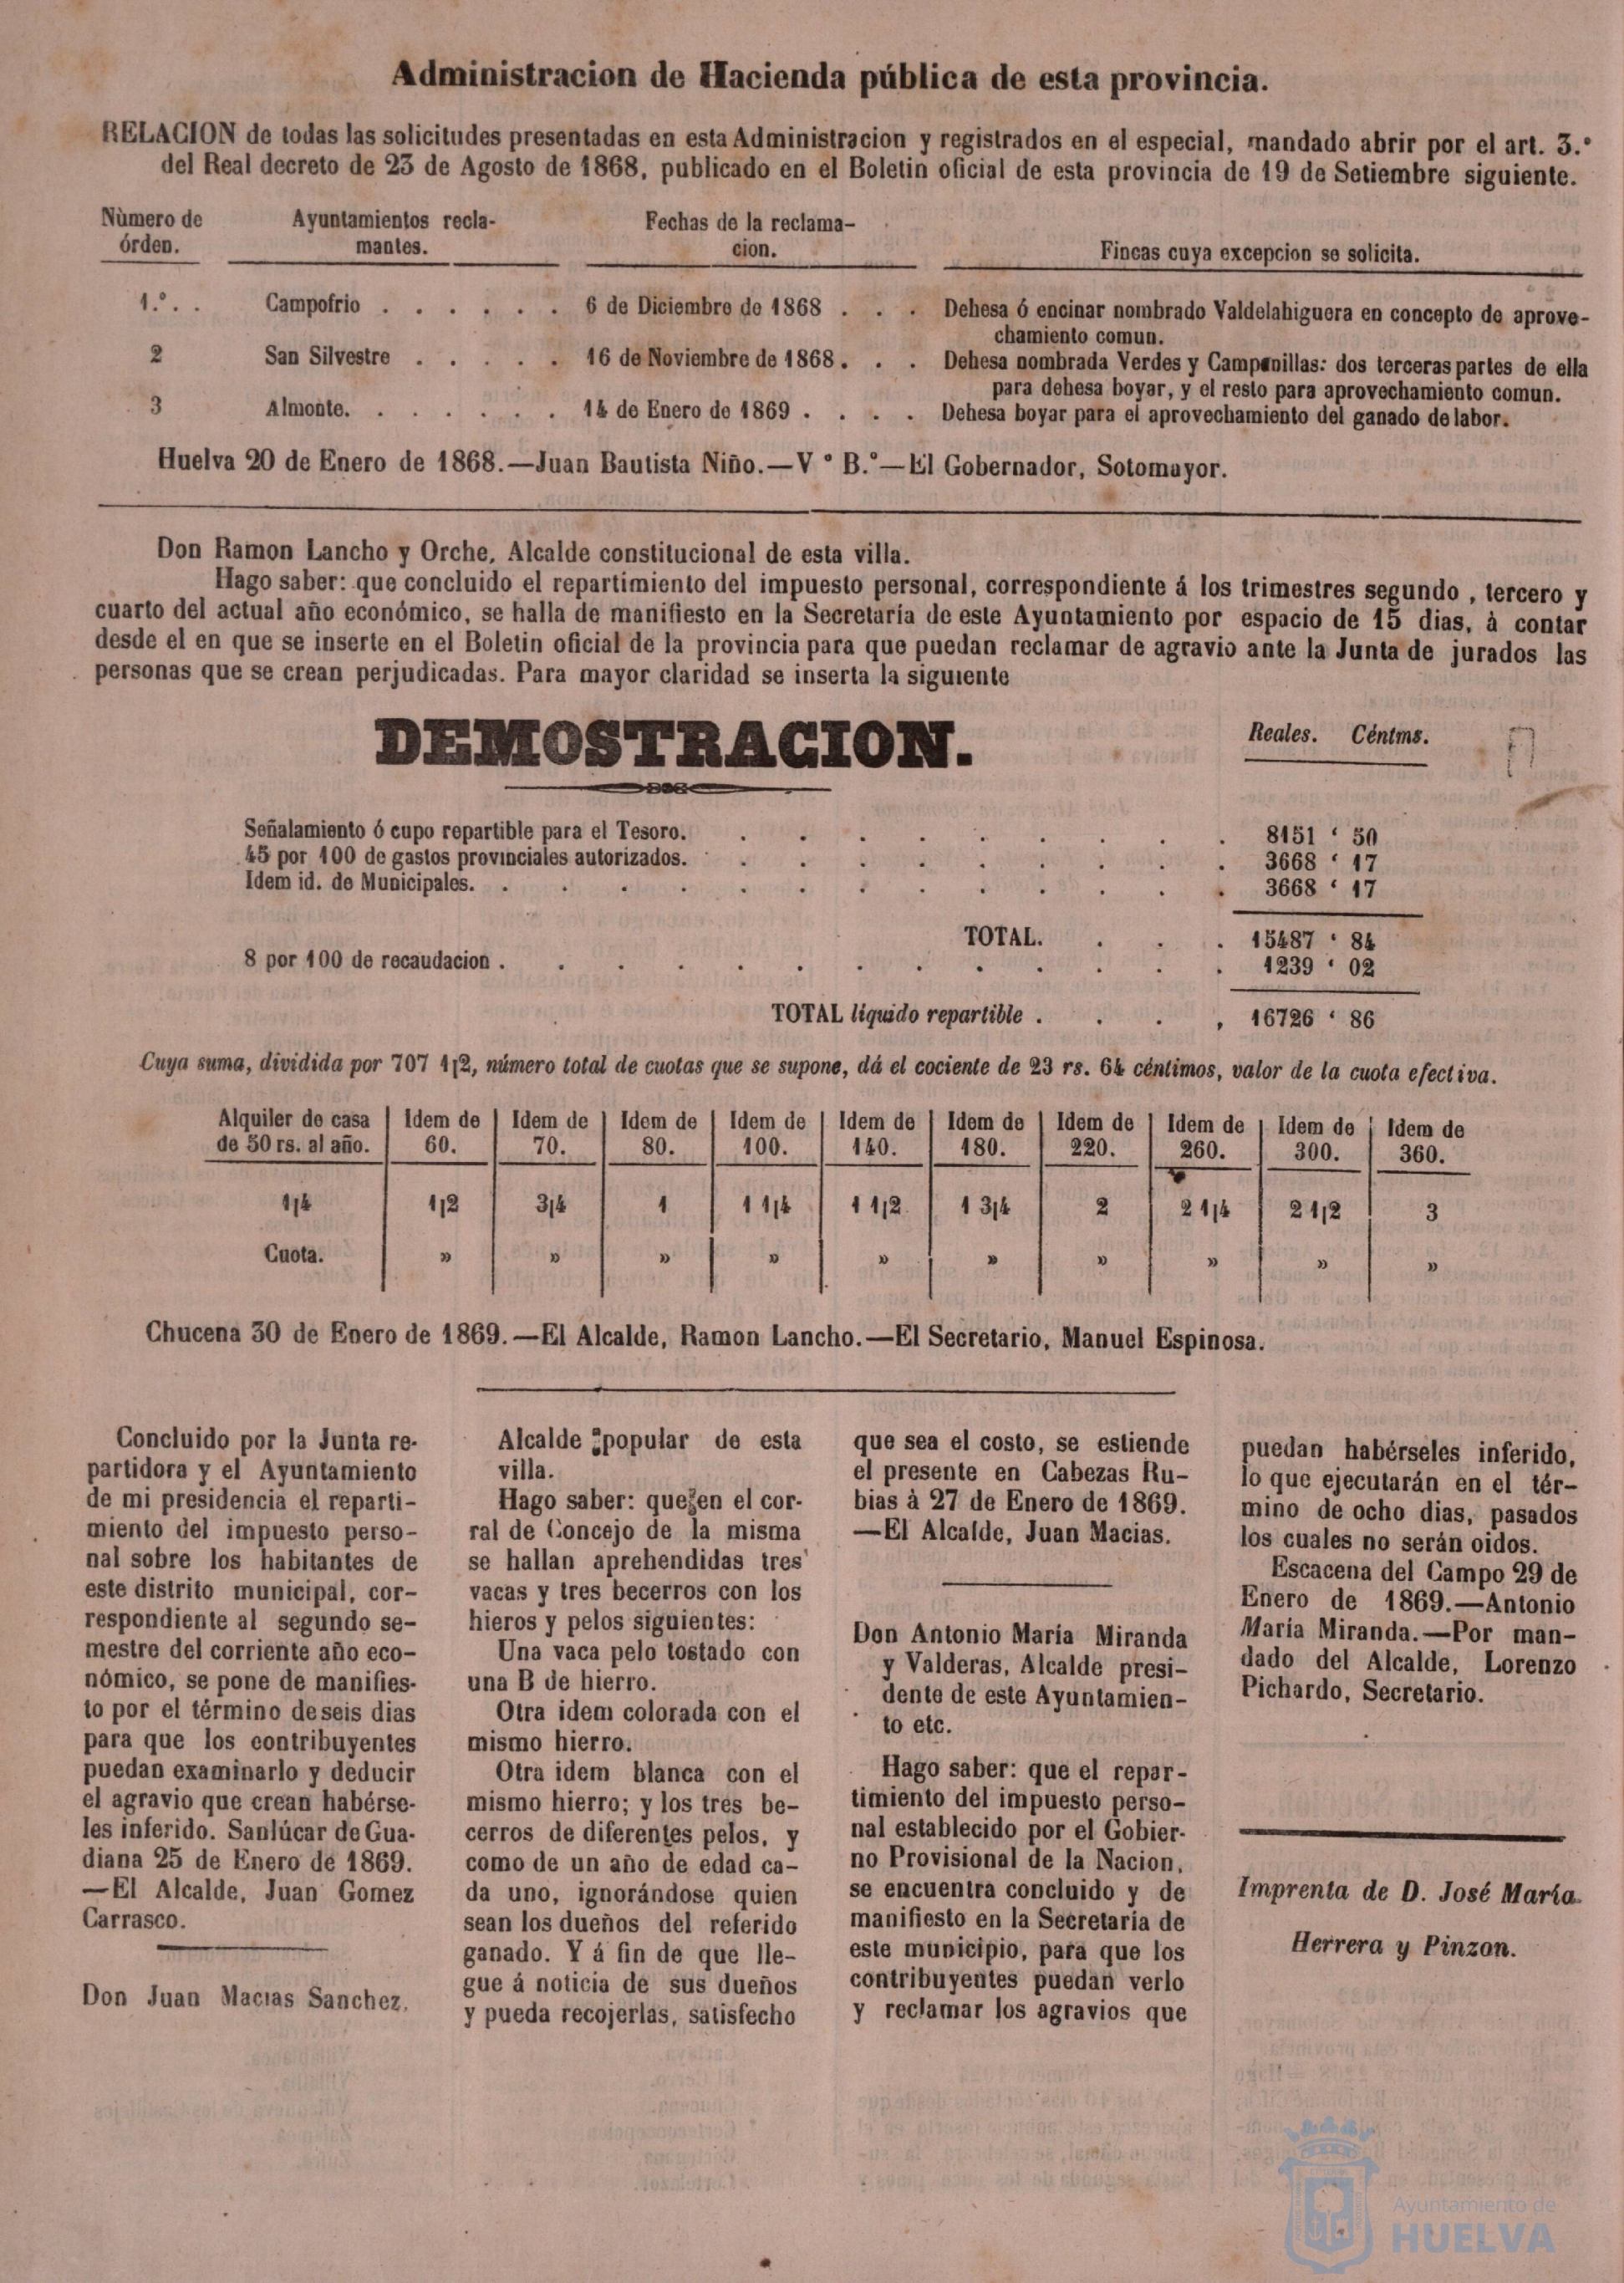 Administracion de Hacienda pública de esta provincia.
RELACION de todas las solicitudes presentadas en esta Administracion y registrados en el especial, mandado abrir por el art. 3.º
del Real decreto de 23 de Agosto de 1868, publicado en el Boletin oficial de esta provincia de 19 de Setiembre siguiente.
Nùmero de órden. Ayuntamientos recla-mantes. Fechas de la reclama-cion. Fincas cuya excepcion se solicita.
1.º . . Campofrio . . . . . . 6 de Diciembre de 1868 . . . Dehesa ó encinar nombrado Valdelahiguera en concepto de aprove-
chamiento comun.
2 San Silvestre . . . . . 16 de Noviembre de 1868. . . Dehesa nombrada Verdes y Campanillas: dos terceras partes de ella
para dehesa boyar, y el resto para aprovechamiento comun.
3 Almonte. . . . . . . 14 de Enero de 1869 . . . . Dehesa boyar para el aprovechamiento del ganado de labor.
Huelva 20 de Enero de 1868.—Juan Bautista Niño.—V º B.º—El Gobernador, Sotomayor.
Don Ramon Lancho y Orche, Alcalde constitucional de esta villa.
Hago saber: que concluido el repartimiento del impuesto personal, correspondiente á los trimestres segundo , tercero y
cuarto del actual año económico, se halla de manifiesto en la Secretaría de este Ayuntamiento por espacio de 15 dias, à contar
desde el en que se inserte en el Boletin oficial de la provincia para que puedan reclamar de agravio ante la Junta de jurados las
personas que se crean perjudicadas. Para mayor claridad se inserta la siguiente
DEMOSTRACION.
Reales. Céntms.
Señalamiento ó cupo repartible para el Tesoro. . . . . . . . . . 8151 ‘ 50
45 por 100 de gastos provinciales autorizados. . . . . . . . . . 3668 ‘ 17
Idem id. de Municipales. . . . . . . . . . . . . . 3668 ‘ 17
TOTAL. . . . 15487 ‘ 84
8 por 100 de recaudacion . . . . . . . . . . . . . 1239 ‘ 02
TOTAL líquido repartible . . . , 16726 ‘ 86
Cuya suma, dividida por 707 1|2, número total de cuotas que se supone, dá el cociente de 23 rs. 64 céntimos, valor de la cuota efectiva.
Alquiler de casa | Idem de | Idem de | Idem de | Idem de | Idem de | Idem de | Idem de | Idem de | Idem de | Idem de
de 50 rs. al año. | 60. | 70. | 80. | 100. | 140. | 180. | 220. | 260. | 300. | 360.
1|4 | 1|2 | 3|4 | 1 | 1 1|4 | 1 1|2 | 1 3|4 | 2 | 2 1|4 | 2 1|2 | 3
Cuota. | » | » | » | » | » | » | » | » | » | »
Chucena 30 de Enero de 1869.—El Alcalde, Ramon Lancho.—El Secretario, Manuel Espinosa.
Concluido por la Junta re-
partidora y el Ayuntamiento
de mi presidencia el reparti-
miento del impuesto perso-
nal sobre los habitantes de
este distrito municipal, cor-
respondiente al segundo se-
mestre del corriente año eco-
nómico, se pone de manifies-
to por el término de seis dias
para que los contribuyentes
puedan examinarlo y deducir
el agravio que crean habérse-
les inferido. Sanlúcar de Gua-
diana 25 de Enero de 1869.
—El Alcalde, Juan Gomez
Carrasco.
Don Juan Macias Sanchez,
Alcalde popular de esta
villa.
Hago saber: que en el cor-
ral de Concejo de la misma
se hallan aprehendidas tres
vacas y tres becerros con los
hieros y pelos siguientes:
Una vaca pelo tostado con
una B de hierro.
Otra idem colorada con el
mismo hierro.
Otra idem blanca con el
mismo hierro; y los tres be-
cerros de diferentes pelos, y
como de un año de edad ca-
da uno, ignorándose quien
sean los dueños del referido
ganado. Y á fin de que lle-
gue á noticia de sus dueños
y pueda recojerlas, satisfecho
que sea el costo, se estiende
el presente en Cabezas Ru-
bias à 27 de Enero de 1869.
—El Alcalde, Juan Macias.
Don Antonio María Miranda
y Valderas, Alcalde presi-
dente de este Ayuntamien-
to etc.
Hago saber: que el repar-
timiento del impuesto perso-
nal establecido por el Gobier-
no Provisional de la Nacion,
se encuentra concluido y de
manifiesto en la Secretaría de
este municipio, para que los
contribuyentes puedan verlo
y reclamar los agravios que
puedan habérseles inferido,
lo que ejecutarán en el tér-
mino de ocho dias, pasados
los cuales no serán oidos.
Escacena del Campo 29 de
Enero de 1869.—Antonio
María Miranda.—Por man-
dado del Alcalde, Lorenzo
Pichardo, Secretario.
Imprenta de D. José María
Herrera y Pinzon.
Ayuntamiento de
HUELVA